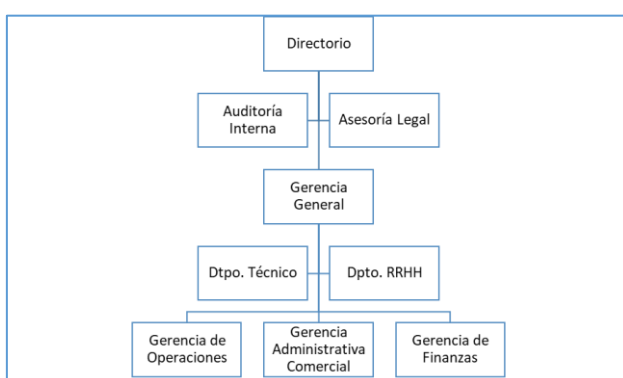 Directorio
Auditoría
Interna
Asesoría Legal
Gerencia
General
Dtpo. Técnico
Dpto. RRHH
Gerencia de
Operaciones
Gerencia
Administrativa
Comercial
Gerencia de
Finanzas